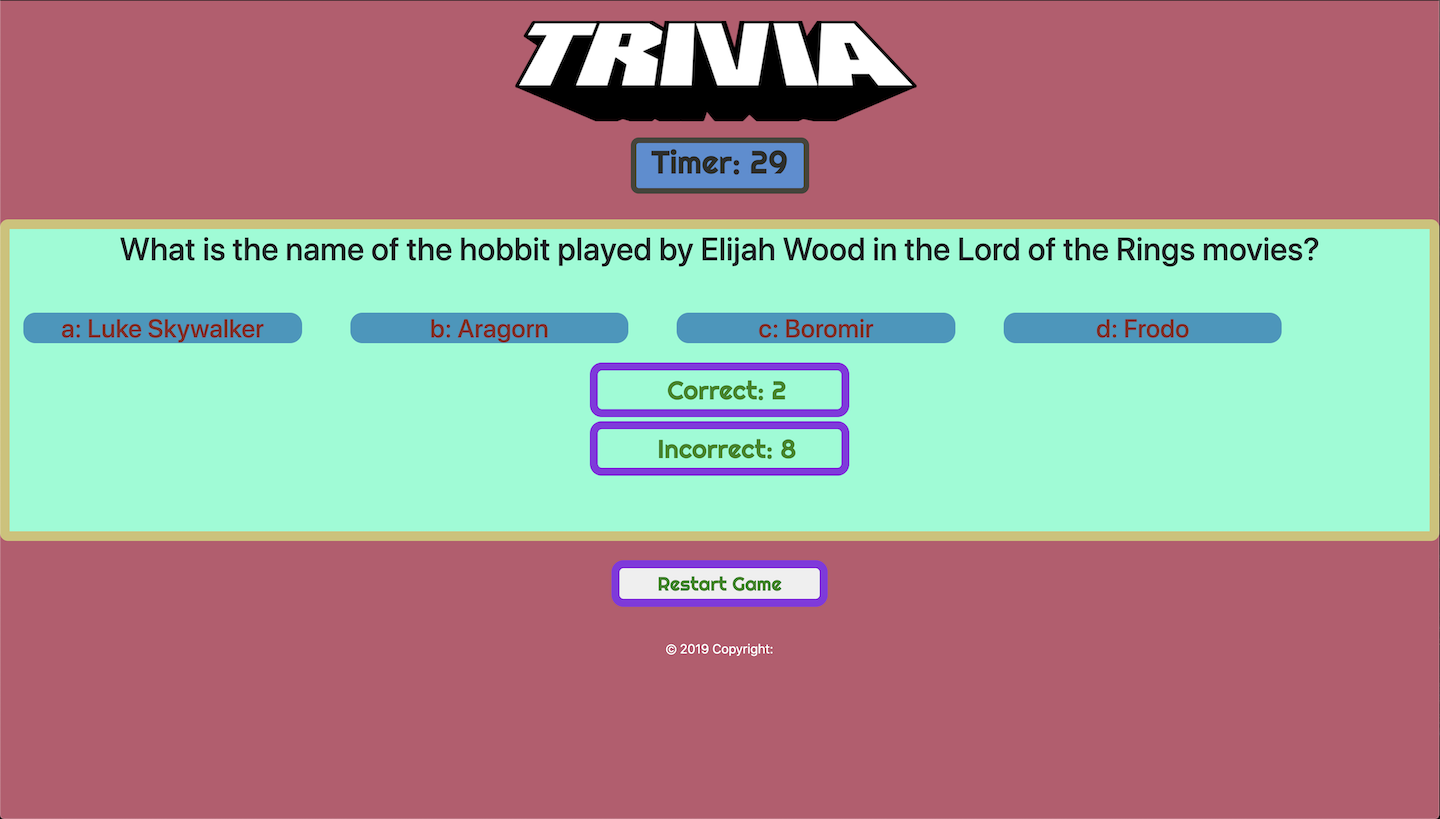 TRIVIA
Timer: 29
What is the name of the hobbit played by Elijah Wood in the Lord of the Rings movies?
a: Luke Skywalker
b: Aragorn
c: Boromir
d: Frodo
Correct: 2
Incorrect: 8
Restart Game
© 2019 Copyright: